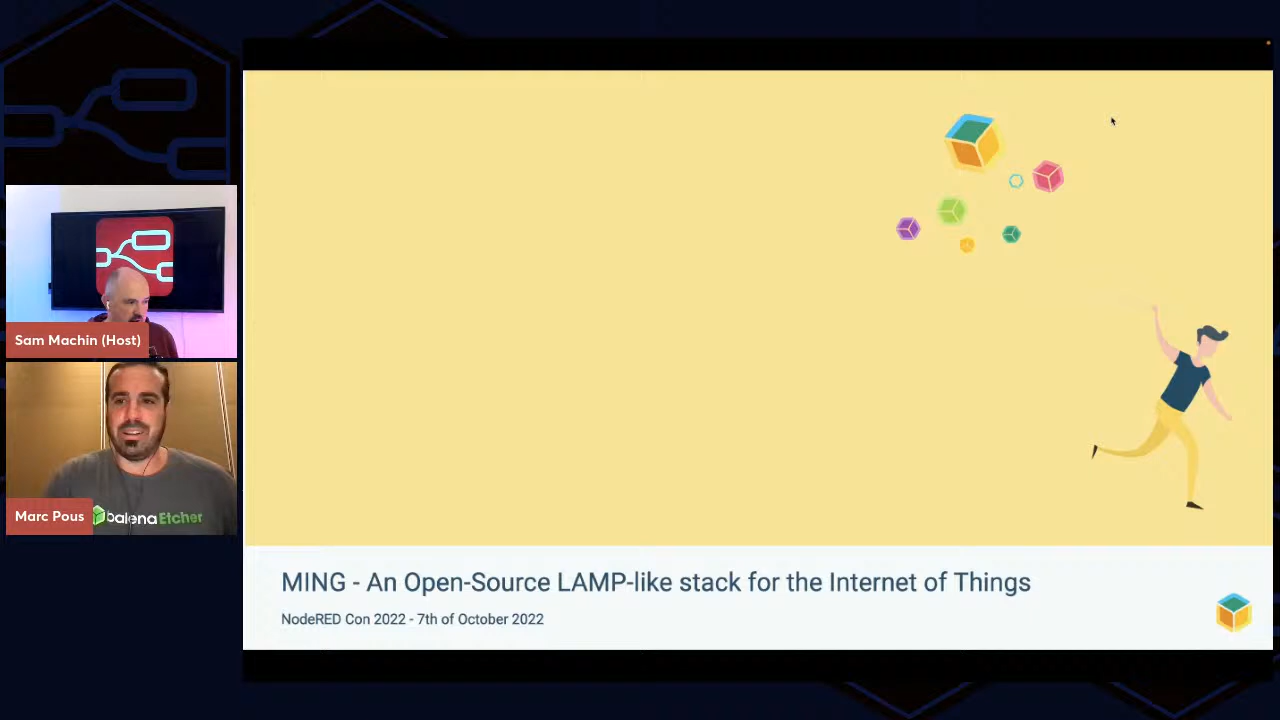 Sam Machin (Host)
Marc Pous
balenaEtcher
MING - An Open-Source LAMP-like stack for the Internet of Things
NodeRED Con 2022 - 7th of October 2022